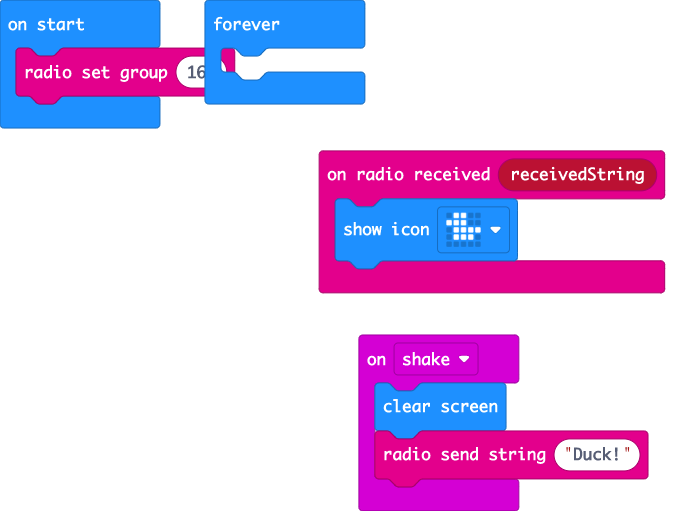 on start
forever
radio set group 16
on radio received receivedString
show icon
on shake
clear screen
radio send string "Duck!"